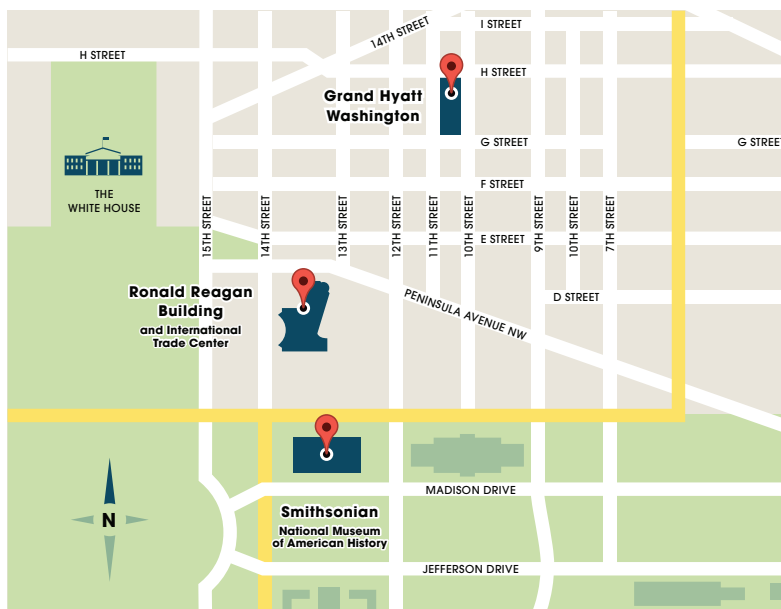 I STREET
14TH STREET
H STREET
H STREET
Grand Hyatt
Washington
G STREET
G STREET
THE
WHITE HOUSE
F STREET
15TH STREET
14TH STREET
13TH STREET
12TH STREET
11TH STREET
10TH STREET
9TH STREET
10TH STREET
7TH STREET
E STREET
Ronald Reagan
Building
and International
Trade Center
PENINSULA AVENUE NW
D STREET
MADISON DRIVE
Smithsonian
National Museum
of American History
N
JEFFERSON DRIVE